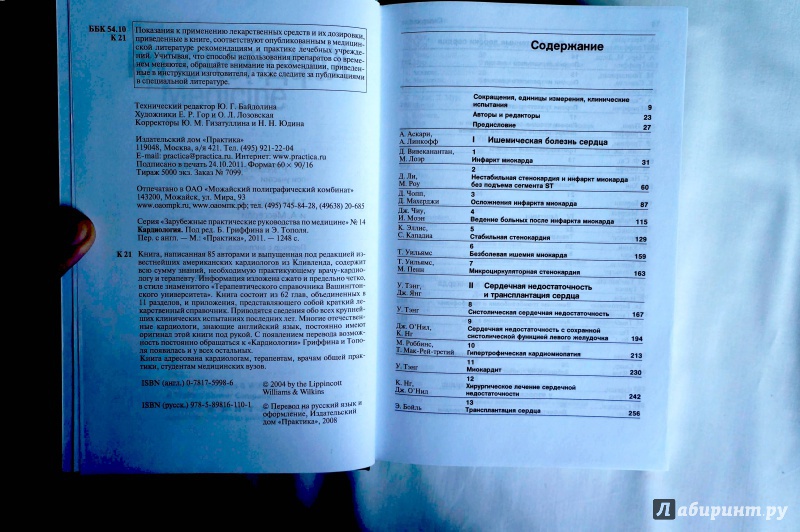 ББК 54.10
К 21
Показания к применению лекарственных средств и их дозировки,
приведенные в книге, соответствуют опубликованным в медицин-
ской литературе рекомендациям и практике лечебных учрежде-
ний. Учитывая, что способы использования препаратов со време-
нем меняются, обращайте внимание на рекомендации, приведен-
ные в инструкции изготовителя, а также следите за публикациями
в специальной литературе.
Технический редактор Ю. Г. Байдолина
Художники Е. Р. Гор и О. Л. Лозовская
Корректоры Ю. М. Гизатуллина и Н. Н. Юдина
Издательский дом «Практика»
119048, Москва, а/я 421. Тел. (495) 921-22-04
E-mail: practica@practica.ru. Интернет: www.practica.ru
Подписано в печать 24.10.2011. Формат 60 × 90/16
Тираж 5000 экз. Заказ № 7099.
Отпечатано в ОАО «Можайский полиграфический комбинат»
143200, Можайск, ул. Мира, 93
www.oaompk.ru, www.оаомпк.рф, тел.: (495) 745-84-28, (49638) 20-685
Серия «Зарубежные практические руководства по медицине» № 14
Кардиология. Под ред. Б. Гриффина и Э. Тополя.
Пер. с англ. — М.: «Практика», 2011. — 1248 с.
К 21 Книга, написанная 85 авторами и выпущенная под редакцией из-
вестнейших американских кардиологов из Кливленда, содержит
всю сумму знаний, необходимую практикующему врачу-кардио-
логу и терапевту. Информация изложена сжато и предельно четко,
в стиле знаменитого «Терапевтического справочника Вашингтон-
ского университета». Книга состоит из 62 глав, объединенных в
11 разделов, и приложения, представляющего собой краткий ле-
карственный справочник. Приводятся сведения обо всех крупней-
ших клинических испытаниях последних лет. Многие отечествен-
ные кардиологи, знающие английский язык, постоянно имеют
оригинал этой книги под рукой. С появлением перевода возмож-
ность постоянно обращаться к «Кардиологии» Гриффина и Топо-
ля появилась и у всех остальных.
Книга адресована кардиологам, терапевтам, врачам общей прак-
тики, студентам медицинских вузов.
ISBN (англ.) 0-7817-5998-6
© 2004 by the Lippincott
Williams & Wilkins
ISBN (русск.) 978-5-89816-110-1
© Перевод на русский язык и
оформление, Издательский
дом «Практика», 2008
Содержание
Сокращения, единицы измерения, клинические
испытания 9
Авторы и редакторы 23
Предисловие 27
А. Аскари,
А. Линкофф
I Ишемическая болезнь сердца
Д. Вивеканантан,
М. Лоэр
1
Инфаркт миокарда 31
Д. Ли,
М. Роу
2
Нестабильная стенокардия и инфаркт миокарда
без подъема сегмента ST 60
Д. Чопп,
Д. Махерджи
3
Осложнения инфаркта миокарда 87
Дж. Чиу,
И. Моэн
4
Ведение больных после инфаркта миокарда 115
К. Эллис,
С. Кападиа
5
Стабильная стенокардия 129
Т. Уильямс
6
Безболевая ишемия миокарда 159
Т. Уильямс,
М. Пенн
7
Микроциркуляторная стенокардия 163
У. Тэнг,
Дж. Янг
II Сердечная недостаточность
и трансплантация сердца
У. Тэнг
8
Систолическая сердечная недостаточность 167
Дж. О'Нил,
К. Нг
9
Сердечная недостаточность с сохранной
систолической функцией левого желудочка 194
М. Роббинс,
Т. Мак-Рей-третий
10
Гипертрофическая кардиомиопатия 213
У. Тэнг
11
Миокардит 230
К. Нг,
Дж. О'Нил
12
Хирургическое лечение сердечной
недостаточности 242
Э. Бойль
13
Трансплантация сердца 256
Лабиринт.ру